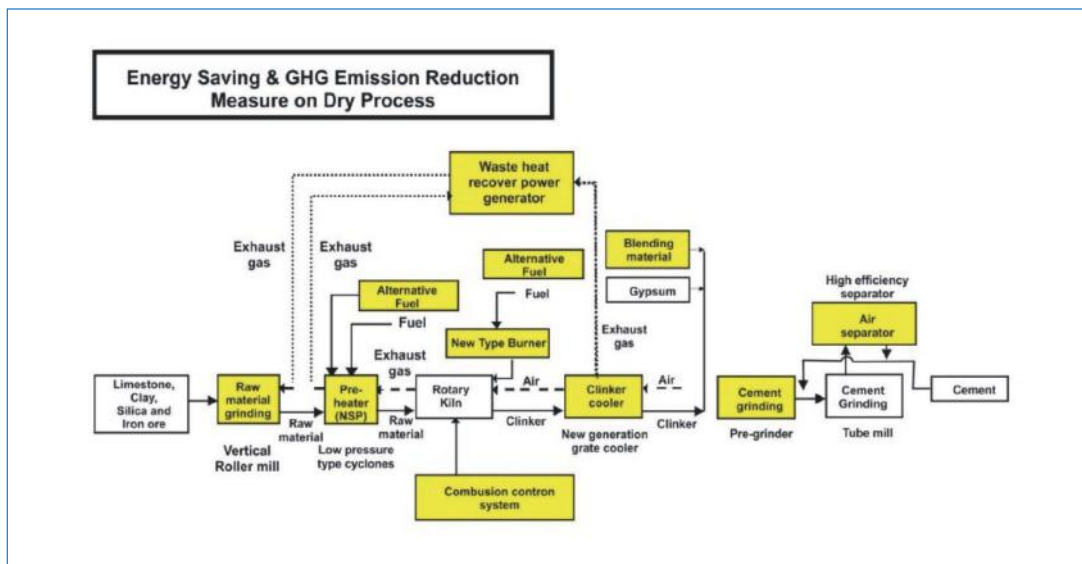 Energy Saving & GHG Emission Reduction
Measure on Dry Process
Waste heat
recover power
generator
Exhaust
gas
Exhaust
gas
Alternative
Fuel
Fuel
Alternative
Fuel
Fuel
New Type Burner
Exhaust
gas
Blending
material
Gypsum
Exhaust
gas
High efficiency
separator
Air
separator
Limestone,
Clay,
Silica and
Iron ore
Raw
material
grinding
Raw
material
Vertical
Roller mill
Pre-
heater
(NSP)
Raw
material
Low pressure
type cyclones
Rotary
Kiln
Air
Clinker
Clinker
cooler
New generation
grate cooler
Air
Clinker
Cement
grinding
Pre-grinder
Cement
Grinding
Tube mill
Cement
Combusion contron
system